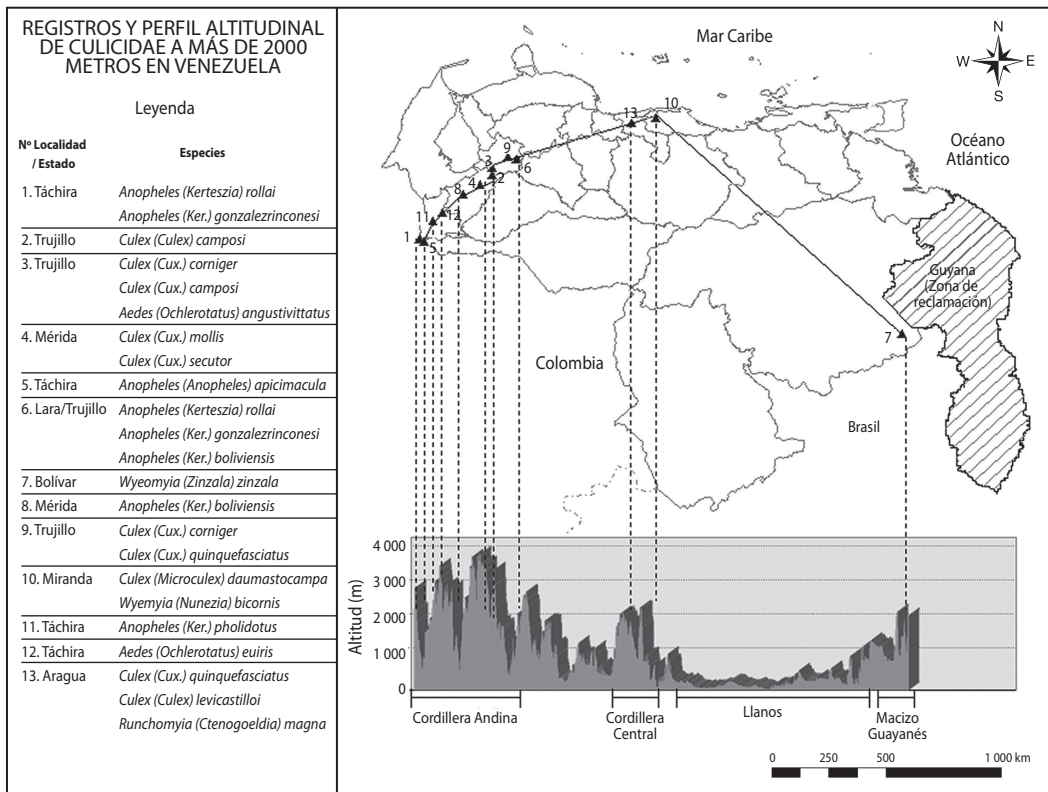 REGISTROS Y PERFIL ALTITUDINAL
DE CULICIDAE A MÁS DE 2000
METROS EN VENEZUELA
Leyenda
Nº Localidad
/ Estado
Especies
1. Táchira Anopheles (Kerteszia) rollai
Anopheles (Ker.) gonzalezrinconesi
2. Trujillo Culex (Culex) camposi
3. Trujillo Culex (Cux.) corniger
Culex (Cux.) camposi
Aedes (Ochlerotatus) angustivittatus
4. Mérida Culex (Cux.) mollis
Culex (Cux.) secutor
5. Táchira Anopheles (Anopheles) apicimacula
6. Lara/Trujillo Anopheles (Kerteszia) rollai
Anopheles (Ker.) gonzalezrinconesi
Anopheles (Ker.) boliviensis
7. Bolívar Wyeomyia (Zinzala) zinzala
8. Mérida Anopheles (Ker.) boliviensis
9. Trujillo Culex (Cux.) corniger
Culex (Cux.) quinquefasciatus
10. Miranda Culex (Microculex) daumastocampa
Wyemyia (Nunezia) bicornis
11. Táchira Anopheles (Ker.) pholidotus
12. Táchira Aedes (Ochlerotatus) euiris
13. Aragua Culex (Cux.) quinquefasciatus
Culex (Culex) levicastilloi
Runchomyia (Ctenogoeldia) magna
Mar Caribe
N
W E
S
Océano
Atlántico
13 10
9
3 6
4 2
8
11 12
1 5
Guyana
(Zona de
reclamación)
7
Colombia
Brasil
Altitud (m)
4 000
3 000
2 000
1 000
0
Cordillera Andina
Cordillera
Central
Llanos
Macizo
Guayanés
0 250 500 1 000 km